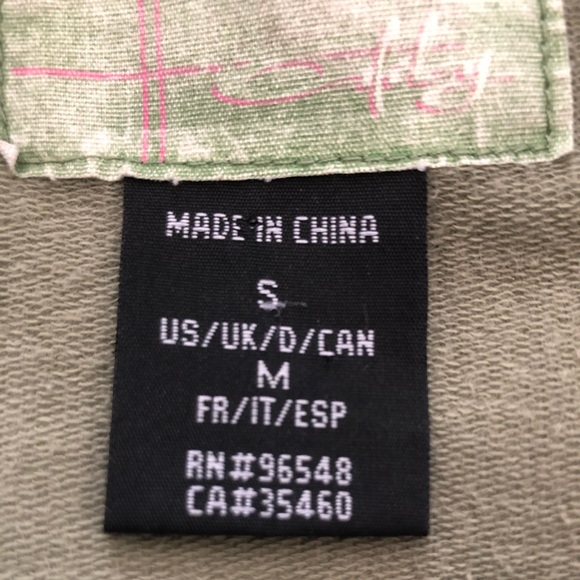 MADE IN CHINA
S
US/UK/D/CAN
M
FR/IT/ESP
RN#96548
CA#35460